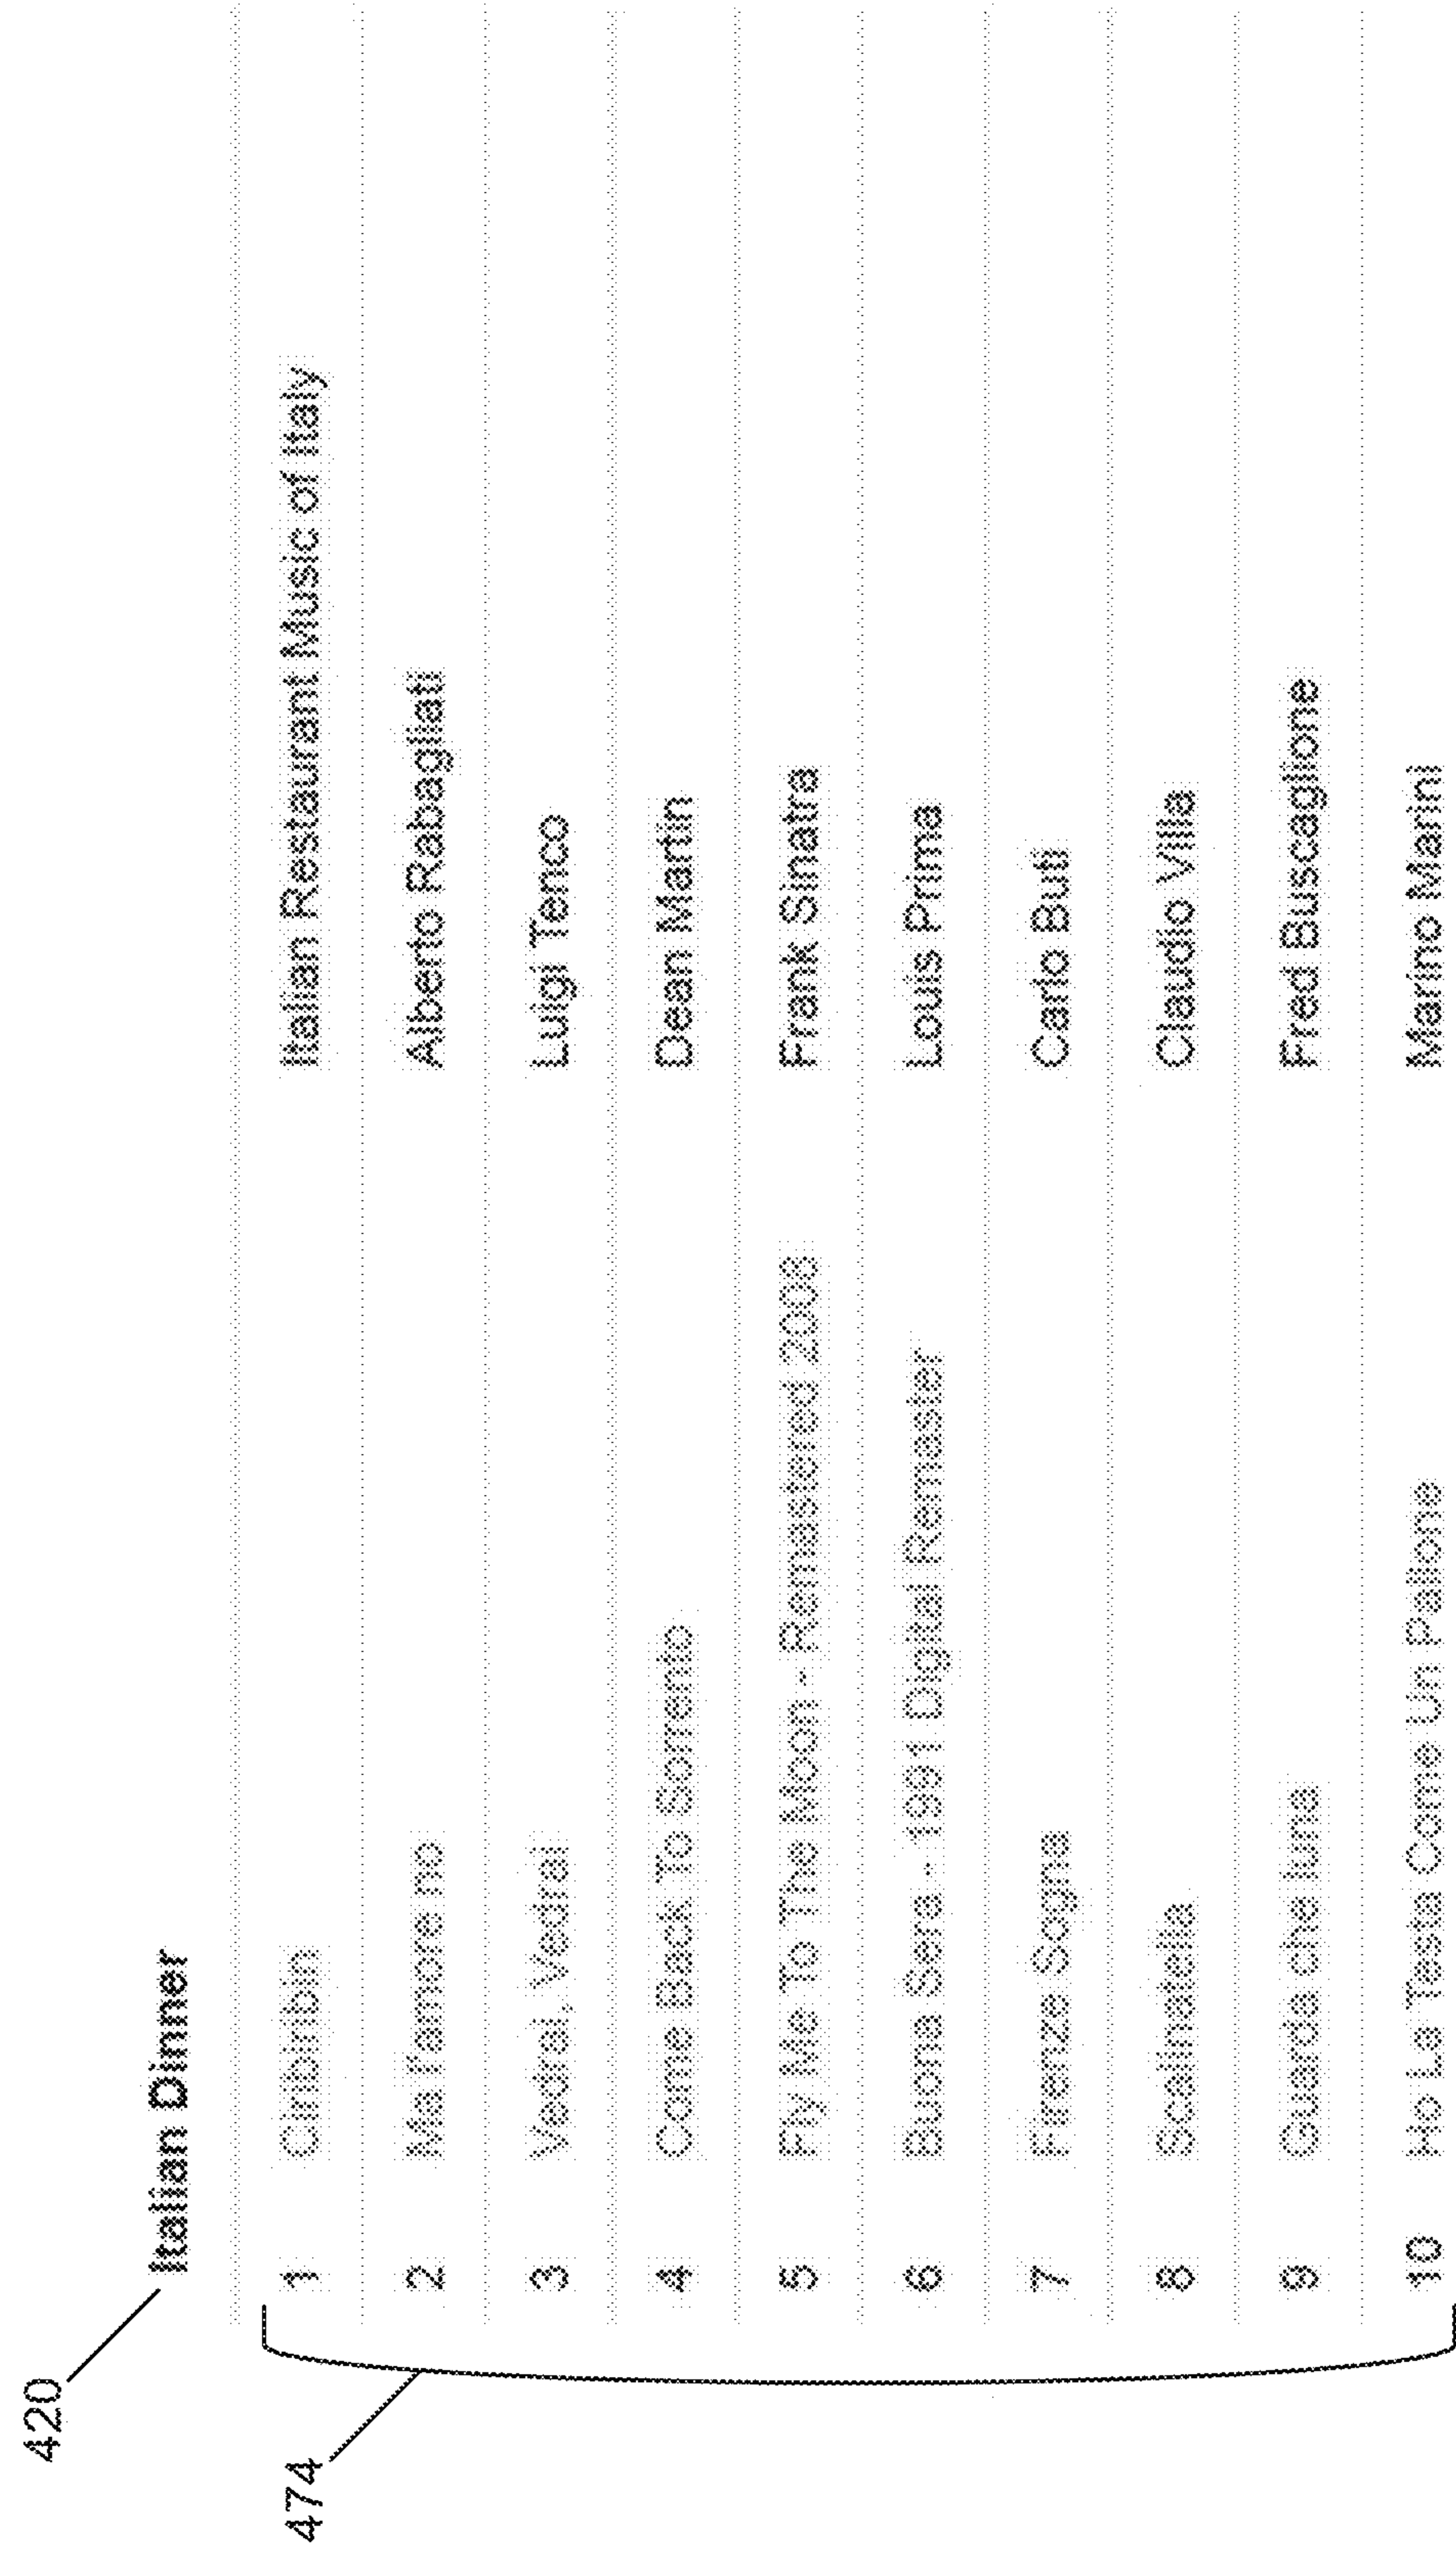 420
Italian Dinner
474
1 Ciribiribin Italian Restaurant Music of Italy
2 Ma l'amore no Alberto Rabagliati
3 Vedrai, Vedrai Luigi Tenco
4 Come Back To Sorrento Dean Martin
5 Fly Me To The Moon - Remastered 2008 Frank Sinatra
6 Buona Sera - 1991 Digital Remaster Louis Prima
7 Firenze Sogna Carlo Buti
8 Scalinatella Claudio Villa
9 Guarda che luna Fred Buscaglione
10 Ho La Testa Come Un Pallone Marino Marini